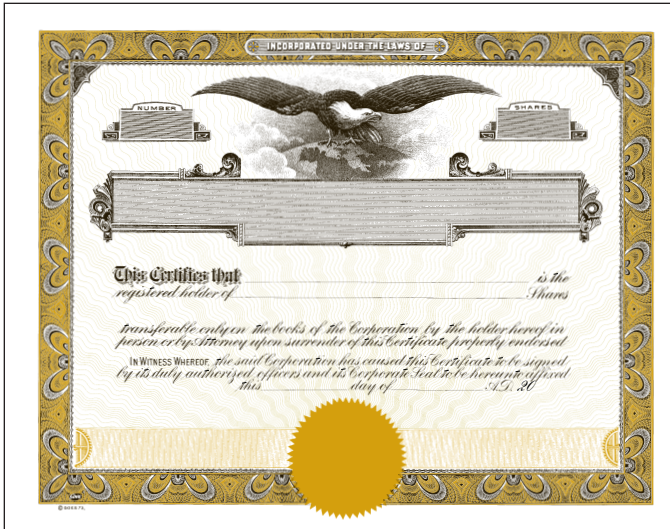 INCORPORATED UNDER THE LAWS OF
NUMBER
SHARES
This Certifies that is the
registered holder of Shares
transferable only on the books of the Corporation by the holder hereof in
person or by Attorney upon surrender of this Certificate properly endorsed
IN WITNESS WHEREOF, the said Corporation has caused this Certificate to be signed
by its duly authorized officers and its Corporate Seal to be hereunto affixed
this day of A.D. 20